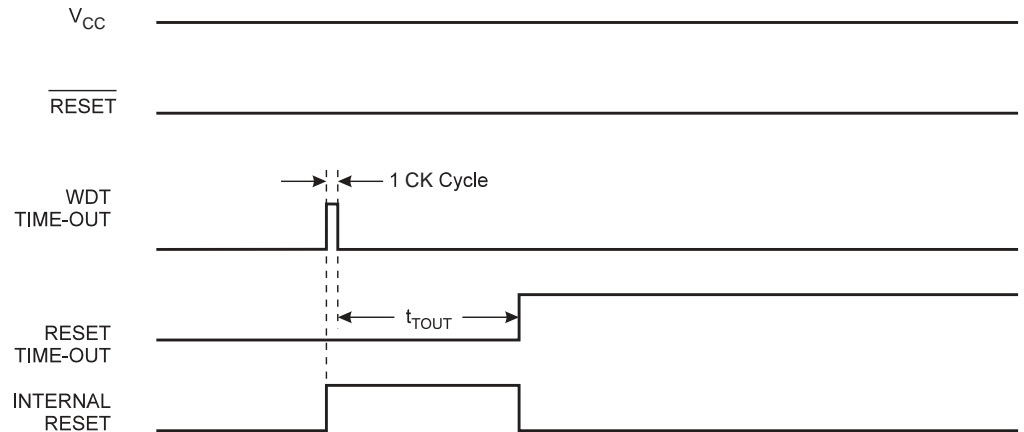 VCC
RESET
1 CK Cycle
WDT
TIME-OUT
tTOUT
RESET
TIME-OUT
INTERNAL
RESET